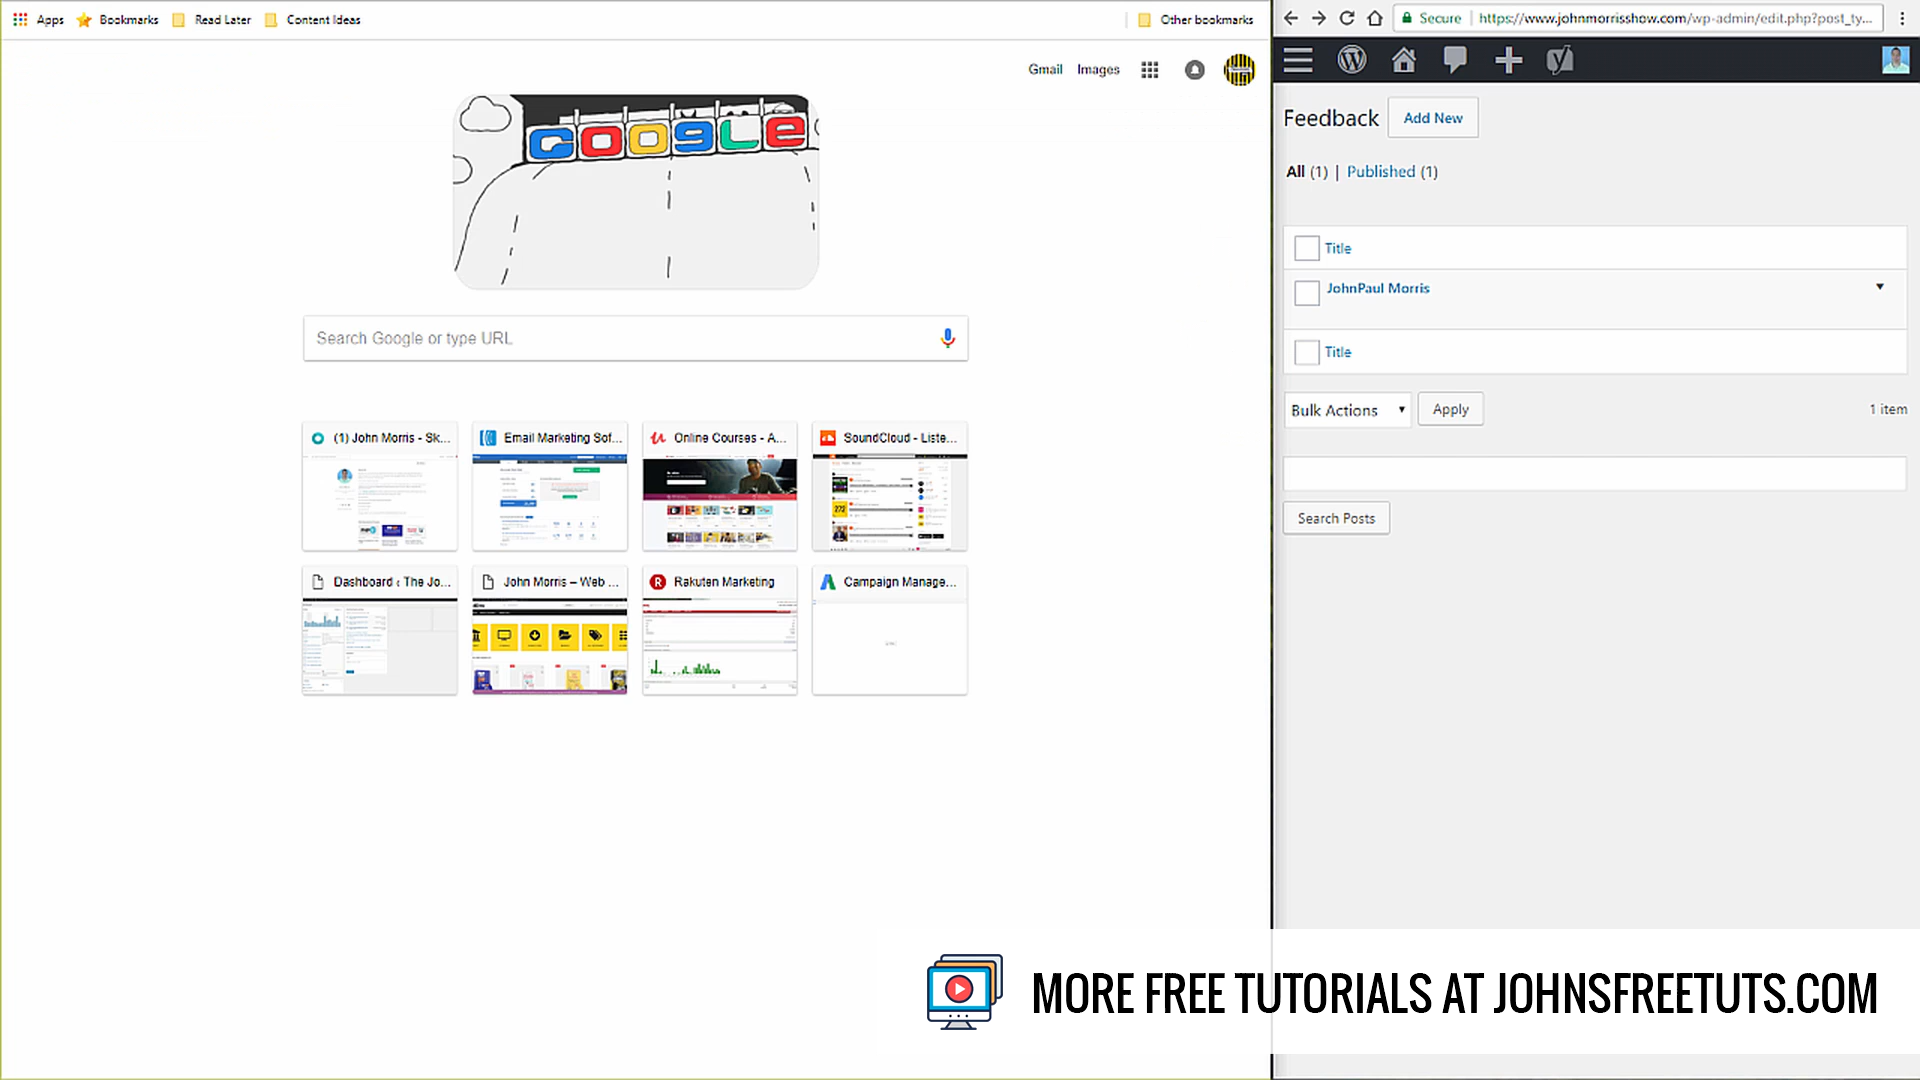 Apps Bookmarks Read Later Content Ideas Other bookmarks
Gmail Images
GOOGLE
Search Google or type URL
(1) John Morris - Sk... Email Marketing Sof... Online Courses - A... SoundCloud - Liste...
Dashboard ‹ The Jo... John Morris – Web ... Rakuten Marketing Campaign Manage...
Secure https://www.johnmorrisshow.com/wp-admin/edit.php?post_ty...
Feedback Add New
All (1) | Published (1)
Title
JohnPaul Morris
Title
Bulk Actions Apply 1 item
Search Posts
MORE FREE TUTORIALS AT JOHNSFREETUTS.COM